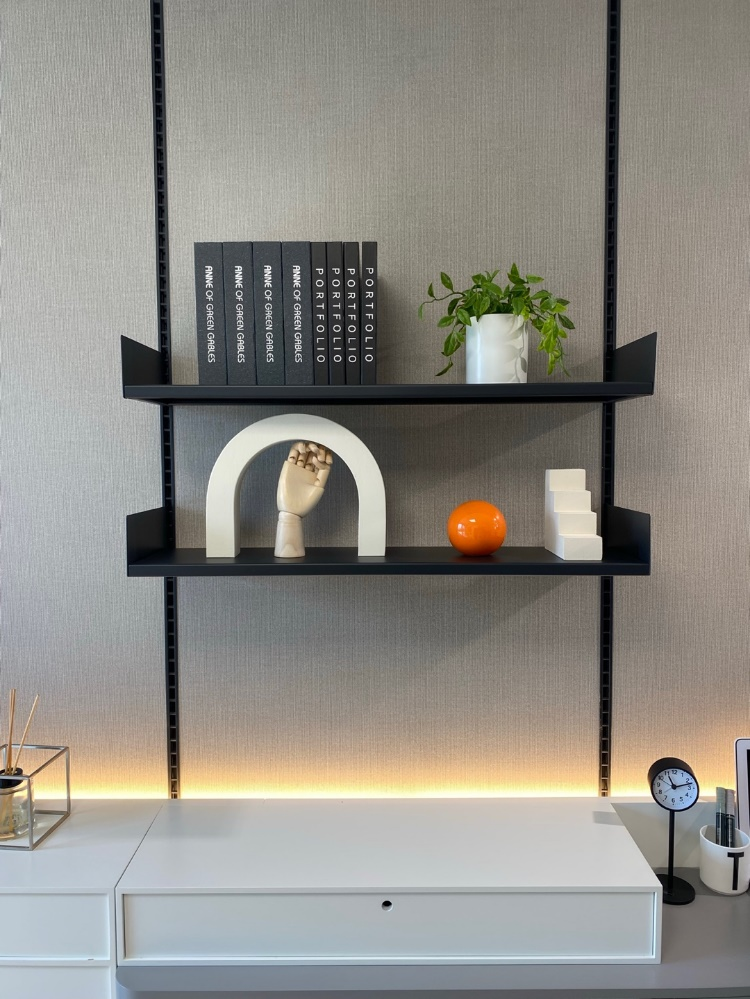 ANNE OF GREEN GABLES
ANNE OF GREEN GABLES
ANNE OF GREEN GABLES
ANNE OF GREEN GABLES
PORTFOLIO
PORTFOLIO
PORTFOLIO
PORTFOLIO
T